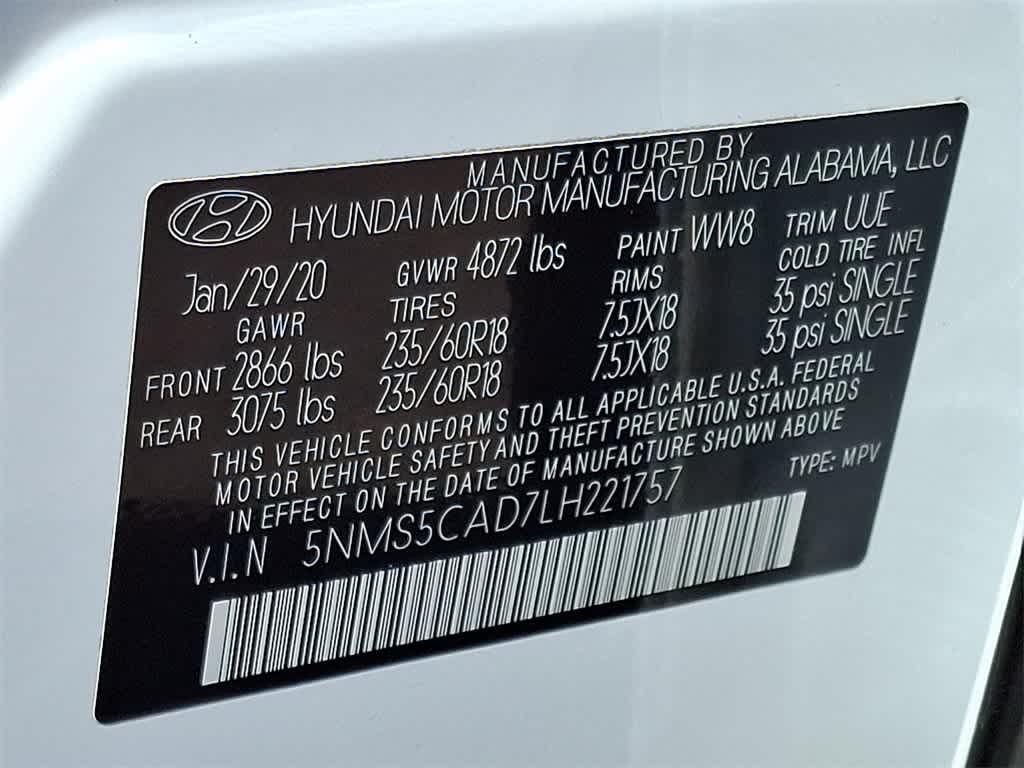 MANUFACTURED BY
HYUNDAI MOTOR MANUFACTURING ALABAMA, LLC
Jan/29/20 GVWR 4872 lbs PAINT WW8 TRIM UUE
GAWR TIRES RIMS COLD TIRE INFL
FRONT 2866 lbs 235/60R18 7.5JX18 35 psi SINGLE
REAR 3075 lbs 235/60R18 7.5JX18 35 psi SINGLE
THIS VEHICLE CONFORMS TO ALL APPLICABLE U.S.A. FEDERAL
MOTOR VEHICLE SAFETY AND THEFT PREVENTION STANDARDS
IN EFFECT ON THE DATE OF MANUFACTURE SHOWN ABOVE
V.I.N 5NMS5CAD7LH221757 TYPE: MPV